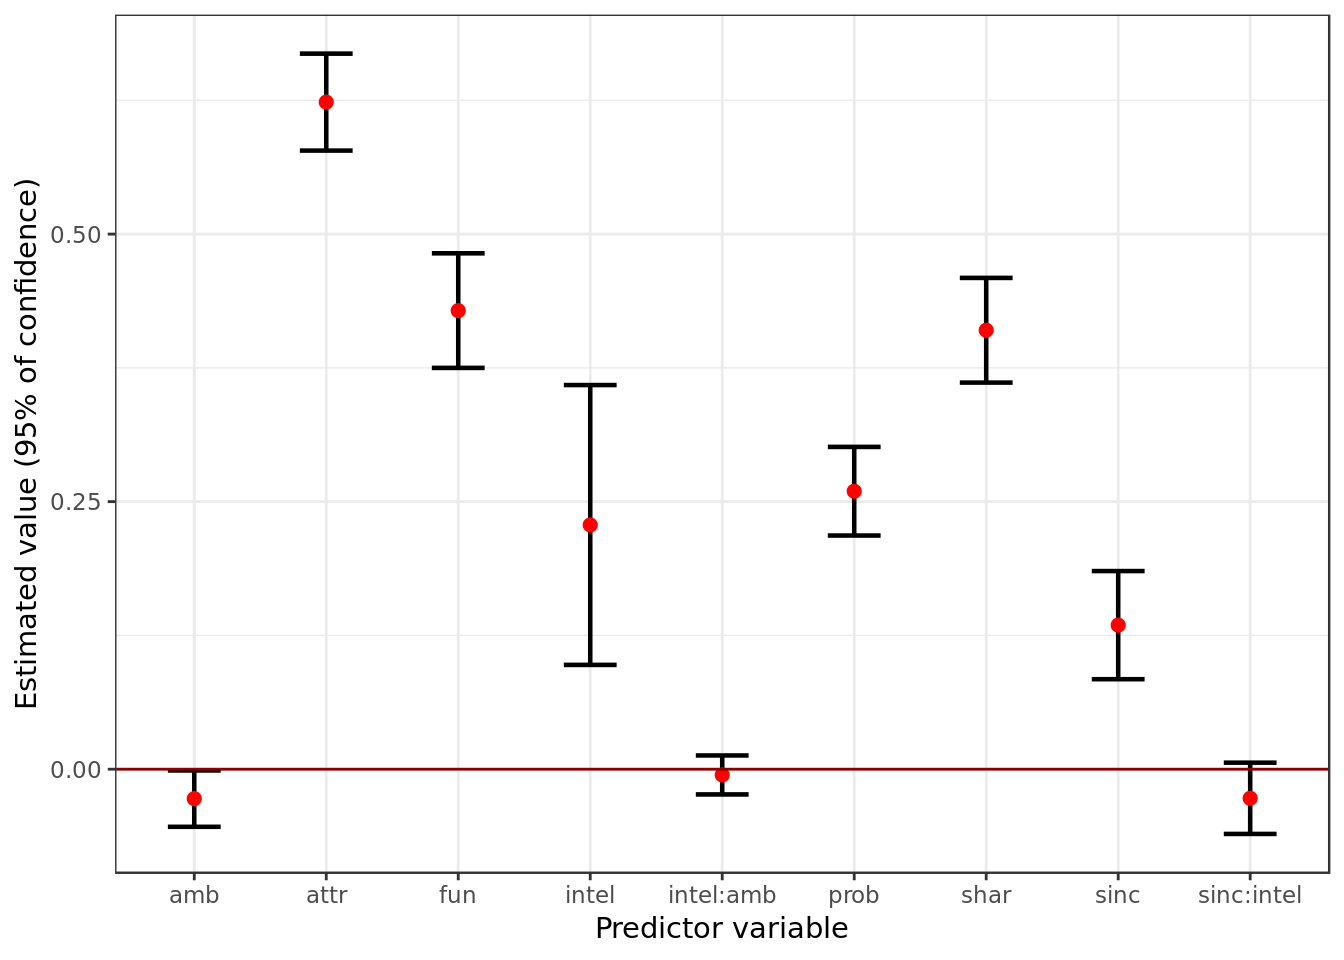 Estimated value (95% of confidence)
0.50
0.25
0.00
amb attr fun intel intel:amb prob shar sinc sinc:intel
Predictor variable